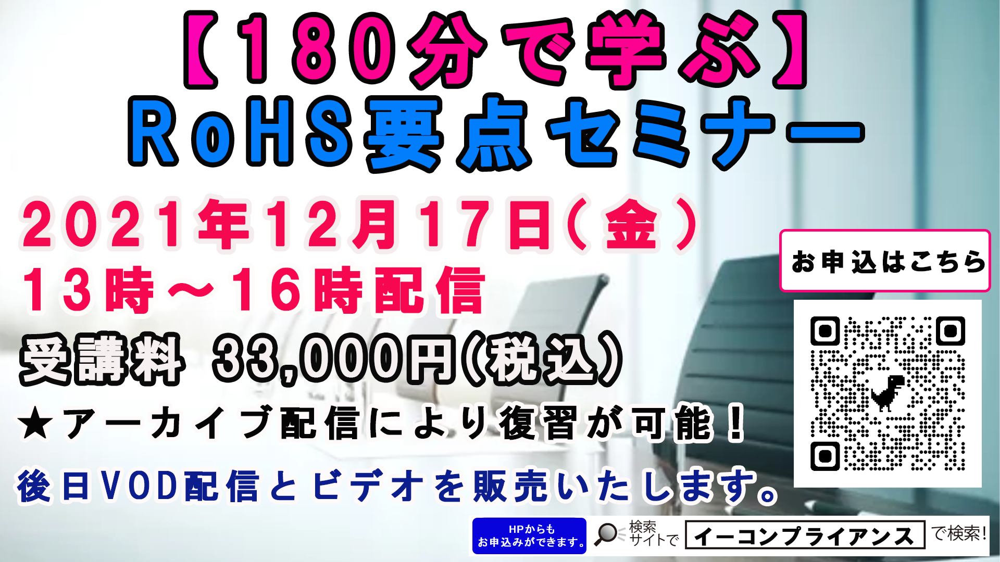 【180分で学ぶ】
RoHS要点セミナー
2021年12月17日(金)
13時～16時配信
受講料 33,000円(税込)
★アーカイブ配信により復習が可能！
後日VOD配信とビデオを販売いたします。
お申込はこちら
HPからも
お申込みができます。
検索
サイトで
イーコンプライアンス
で検索!